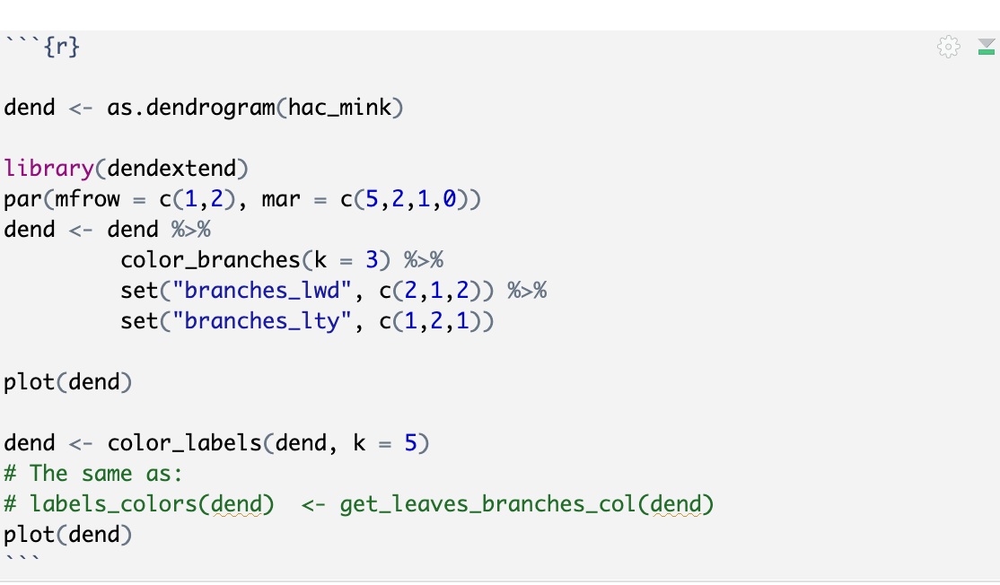 ```{r}
dend <- as.dendrogram(hac_mink)
library(dendextend)
par(mfrow = c(1,2), mar = c(5,2,1,0))
dend <- dend %>%
         color_branches(k = 3) %>%
         set("branches_lwd", c(2,1,2)) %>%
         set("branches_lty", c(1,2,1))
plot(dend)
dend <- color_labels(dend, k = 5)
# The same as:
# labels_colors(dend)  <- get_leaves_branches_col(dend)
plot(dend)
```